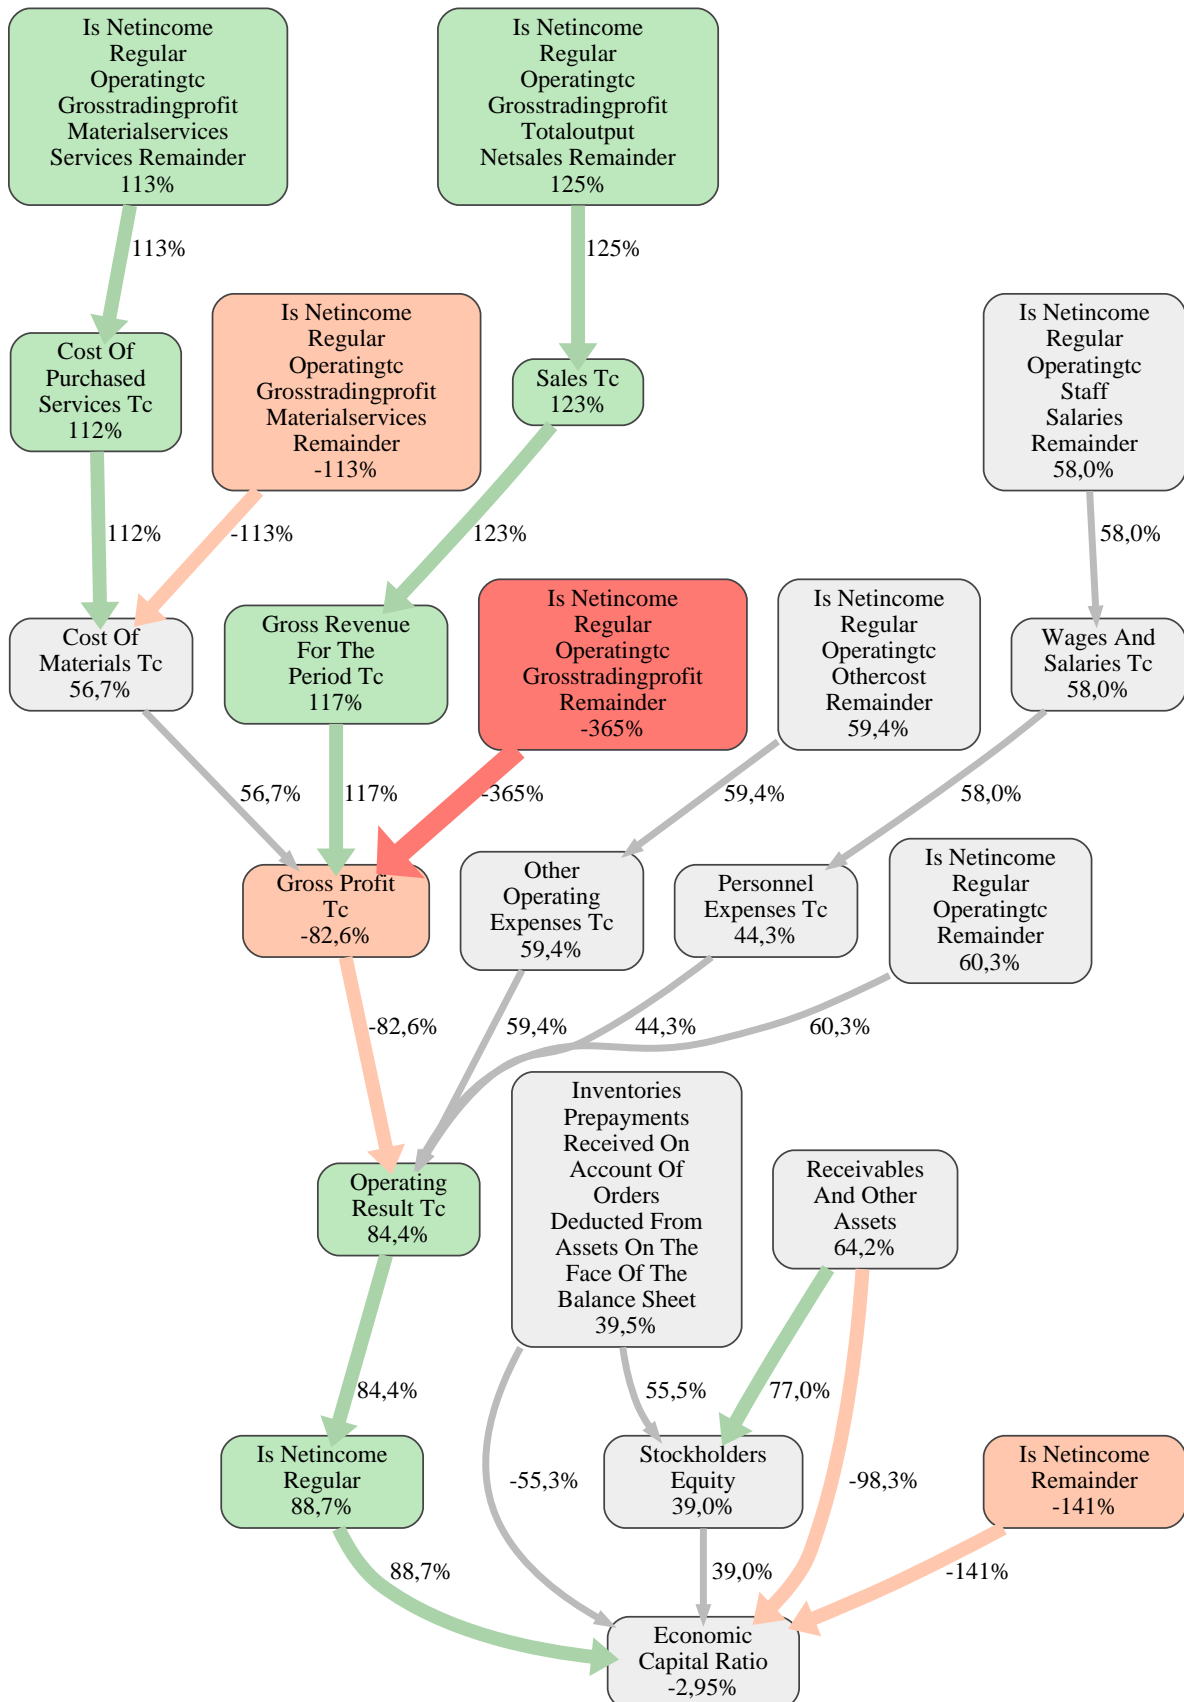 Is Netincome
Regular
Operatingtc
Grosstradingprofit
Materialservices
Services Remainder
113%
Is Netincome
Regular
Operatingtc
Grosstradingprofit
Totaloutput
Netsales Remainder
125%
113%
125%
Cost Of
Purchased
Services Tc
112%
Is Netincome
Regular
Operatingtc
Grosstradingprofit
Materialservices
Remainder
-113%
Sales Tc
123%
Is Netincome
Regular
Operatingtc
Staff
Salaries
Remainder
58,0%
112%
-113%
123%
58,0%
Cost Of
Materials Tc
56,7%
Gross Revenue
For The
Period Tc
117%
Is Netincome
Regular
Operatingtc
Grosstradingprofit
Remainder
-365%
Is Netincome
Regular
Operatingtc
Othercost
Remainder
59,4%
Wages And
Salaries Tc
58,0%
56,7%
117%
-365%
59,4%
58,0%
Gross Profit
Tc
-82,6%
Other
Operating
Expenses Tc
59,4%
Personnel
Expenses Tc
44,3%
Is Netincome
Regular
Operatingtc
Remainder
60,3%
-82,6%
59,4%
44,3%
60,3%
Operating
Result Tc
84,4%
Inventories
Prepayments
Received On
Account Of
Orders
Deducted From
Assets On The
Face Of The
Balance Sheet
39,5%
Receivables
And Other
Assets
64,2%
84,4%
55,5%
77,0%
Is Netincome
Regular
88,7%
-55,3%
Stockholders
Equity
39,0%
-98,3%
Is Netincome
Remainder
-141%
88,7%
39,0%
-141%
Economic
Capital Ratio
-2,95%